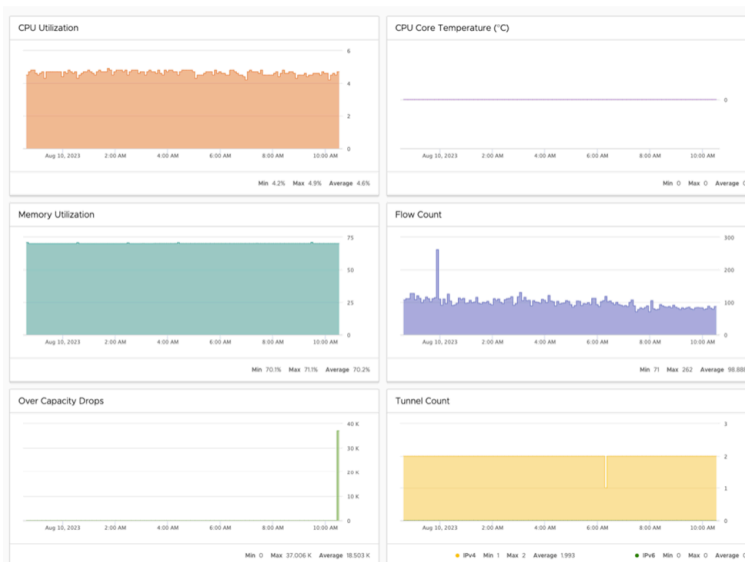 CPU Utilization
6
4
2
0
Aug 10, 2023 2:00 AM 4:00 AM 6:00 AM 8:00 AM 10:00 AM
Min 4.2% Max 4.9% Average 4.6%
CPU Core Temperature (°C)
0
Aug 10, 2023 2:00 AM 4:00 AM 6:00 AM 8:00 AM 10:00 AM
Min 0 Max 0 Average 0
Memory Utilization
75
50
25
0
Aug 10, 2023 2:00 AM 4:00 AM 6:00 AM 8:00 AM 10:00 AM
Min 70.1% Max 71.1% Average 70.2%
Flow Count
300
200
100
0
Aug 10, 2023 2:00 AM 4:00 AM 6:00 AM 8:00 AM 10:00 AM
Min 71 Max 262 Average 98.88
Over Capacity Drops
40 K
30 K
20 K
10 K
0
Aug 10, 2023 2:00 AM 4:00 AM 6:00 AM 8:00 AM 10:00 AM
Min 0 Max 37.006 K Average 18.503 K
Tunnel Count
3
2
1
0
Aug 10, 2023 2:00 AM 4:00 AM 6:00 AM 8:00 AM 10:00 AM
IPv4 Min 1 Max 2 Average 1.993
IPv6 Min 0 Max 0 Average 0